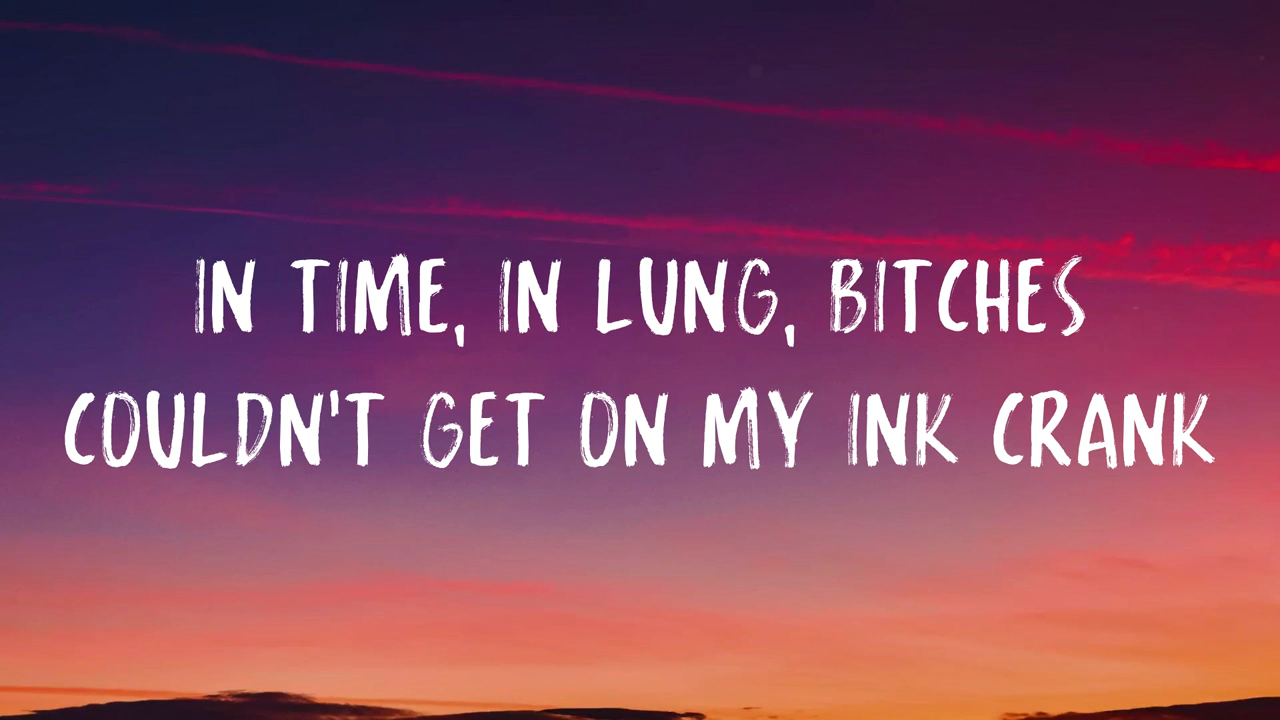 IN TIME, IN LUNG, BITCHES
COULDN'T GET ON MY INK CRANK